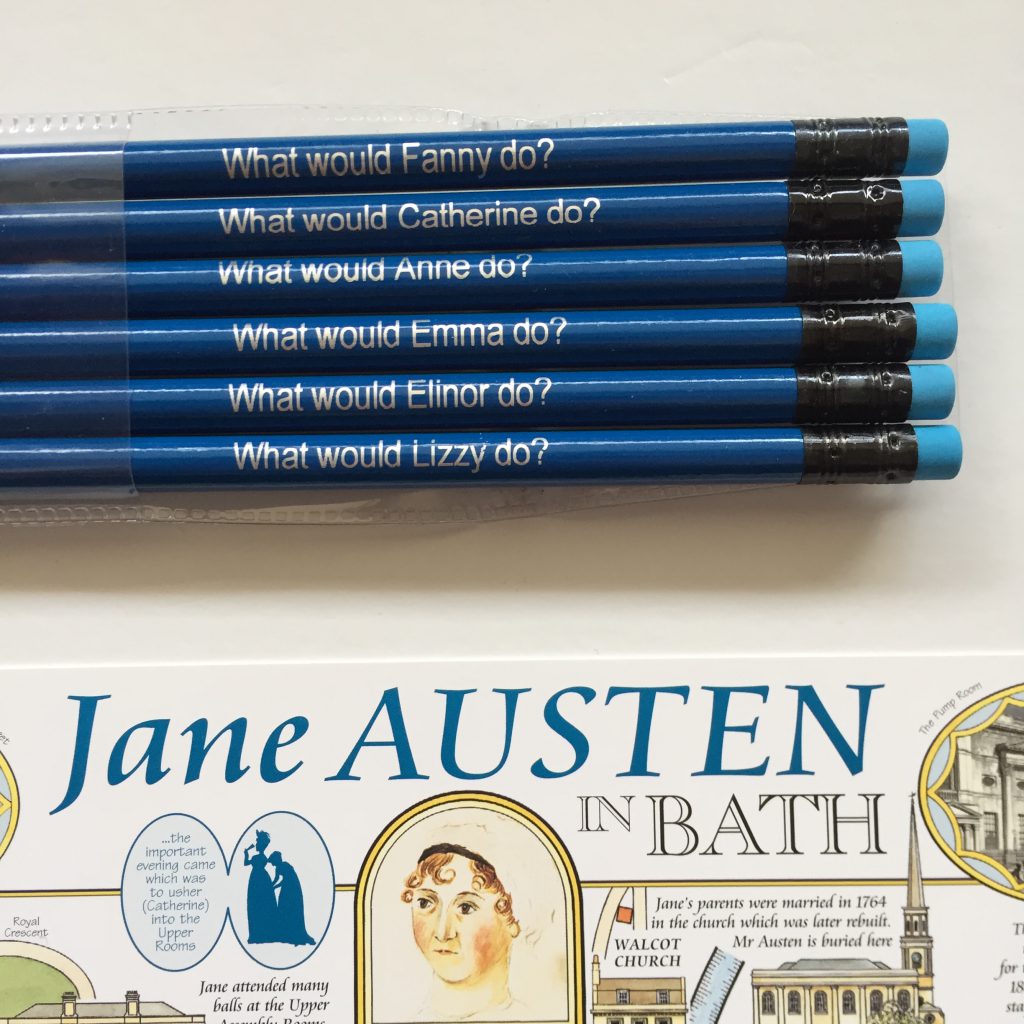 What would Fanny do?
What would Catherine do?
What would Anne do?
What would Emma do?
What would Elinor do?
What would Lizzy do?
Jane AUSTEN
IN BATH
The Pump Room
...the
important
evening came
which was
to usher
(Catherine)
into the
Upper
Rooms
Royal
Crescent
Jane attended many
balls at the Upper
Assembly Rooms
Jane's parents were married in 1764
in the church which was later rebuilt.
Mr Austen is buried here
WALCOT
CHURCH